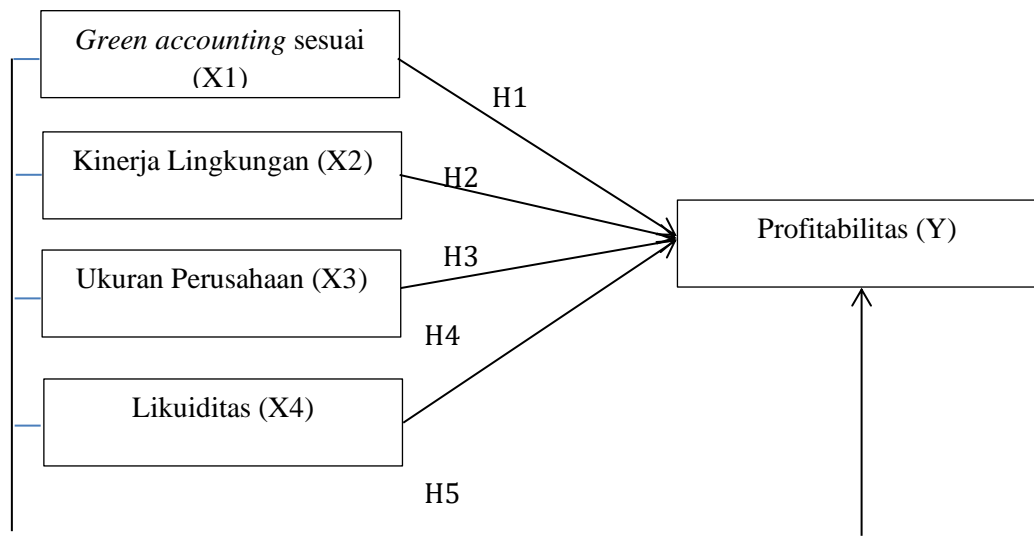 Green accounting sesuai
(X1)
H1
Kinerja Lingkungan (X2)
H2
Profitabilitas (Y)
H3
Ukuran Perusahaan (X3)
H4
Likuiditas (X4)
H5